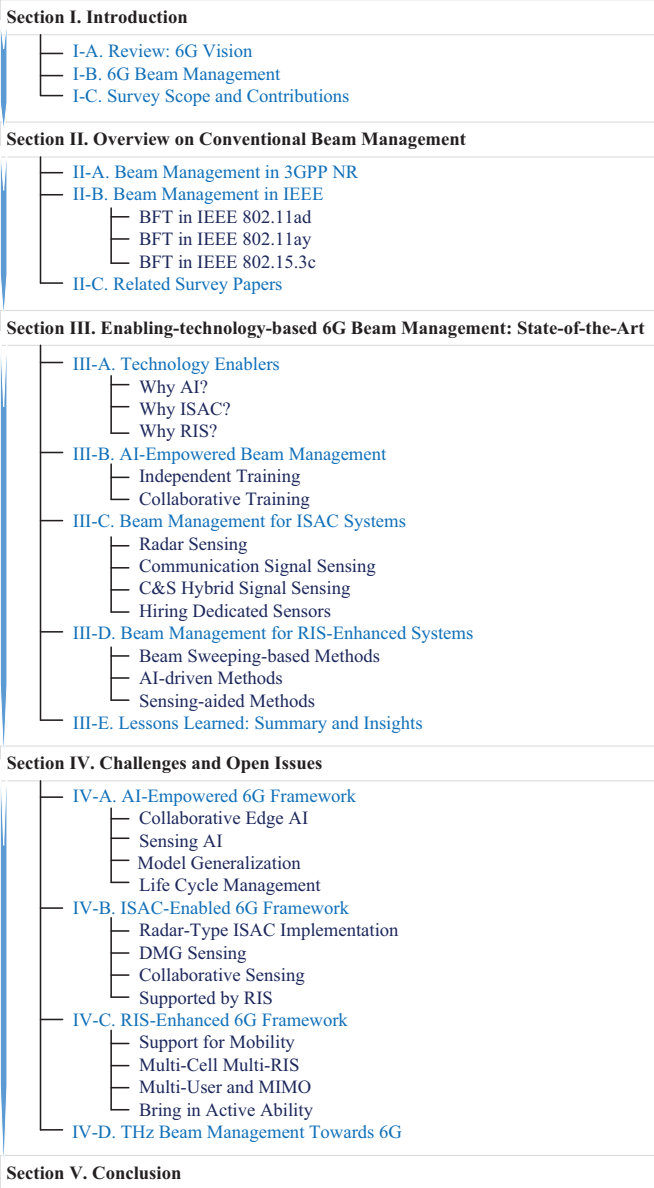 Section I. Introduction
I-A. Review: 6G Vision
I-B. 6G Beam Management
I-C. Survey Scope and Contributions
Section II. Overview on Conventional Beam Management
II-A. Beam Management in 3GPP NR
II-B. Beam Management in IEEE
BFT in IEEE 802.11ad
BFT in IEEE 802.11ay
BFT in IEEE 802.15.3c
II-C. Related Survey Papers
Section III. Enabling-technology-based 6G Beam Management: State-of-the-Art
III-A. Technology Enablers
Why AI?
Why ISAC?
Why RIS?
III-B. AI-Empowered Beam Management
Independent Training
Collaborative Training
III-C. Beam Management for ISAC Systems
Radar Sensing
Communication Signal Sensing
C&S Hybrid Signal Sensing
Hiring Dedicated Sensors
III-D. Beam Management for RIS-Enhanced Systems
Beam Sweeping-based Methods
AI-driven Methods
Sensing-aided Methods
III-E. Lessons Learned: Summary and Insights
Section IV. Challenges and Open Issues
IV-A. AI-Empowered 6G Framework
Collaborative Edge AI
Sensing AI
Model Generalization
Life Cycle Management
IV-B. ISAC-Enabled 6G Framework
Radar-Type ISAC Implementation
DMG Sensing
Collaborative Sensing
Supported by RIS
IV-C. RIS-Enhanced 6G Framework
Support for Mobility
Multi-Cell Multi-RIS
Multi-User and MIMO
Bring in Active Ability
IV-D. THz Beam Management Towards 6G
Section V. Conclusion